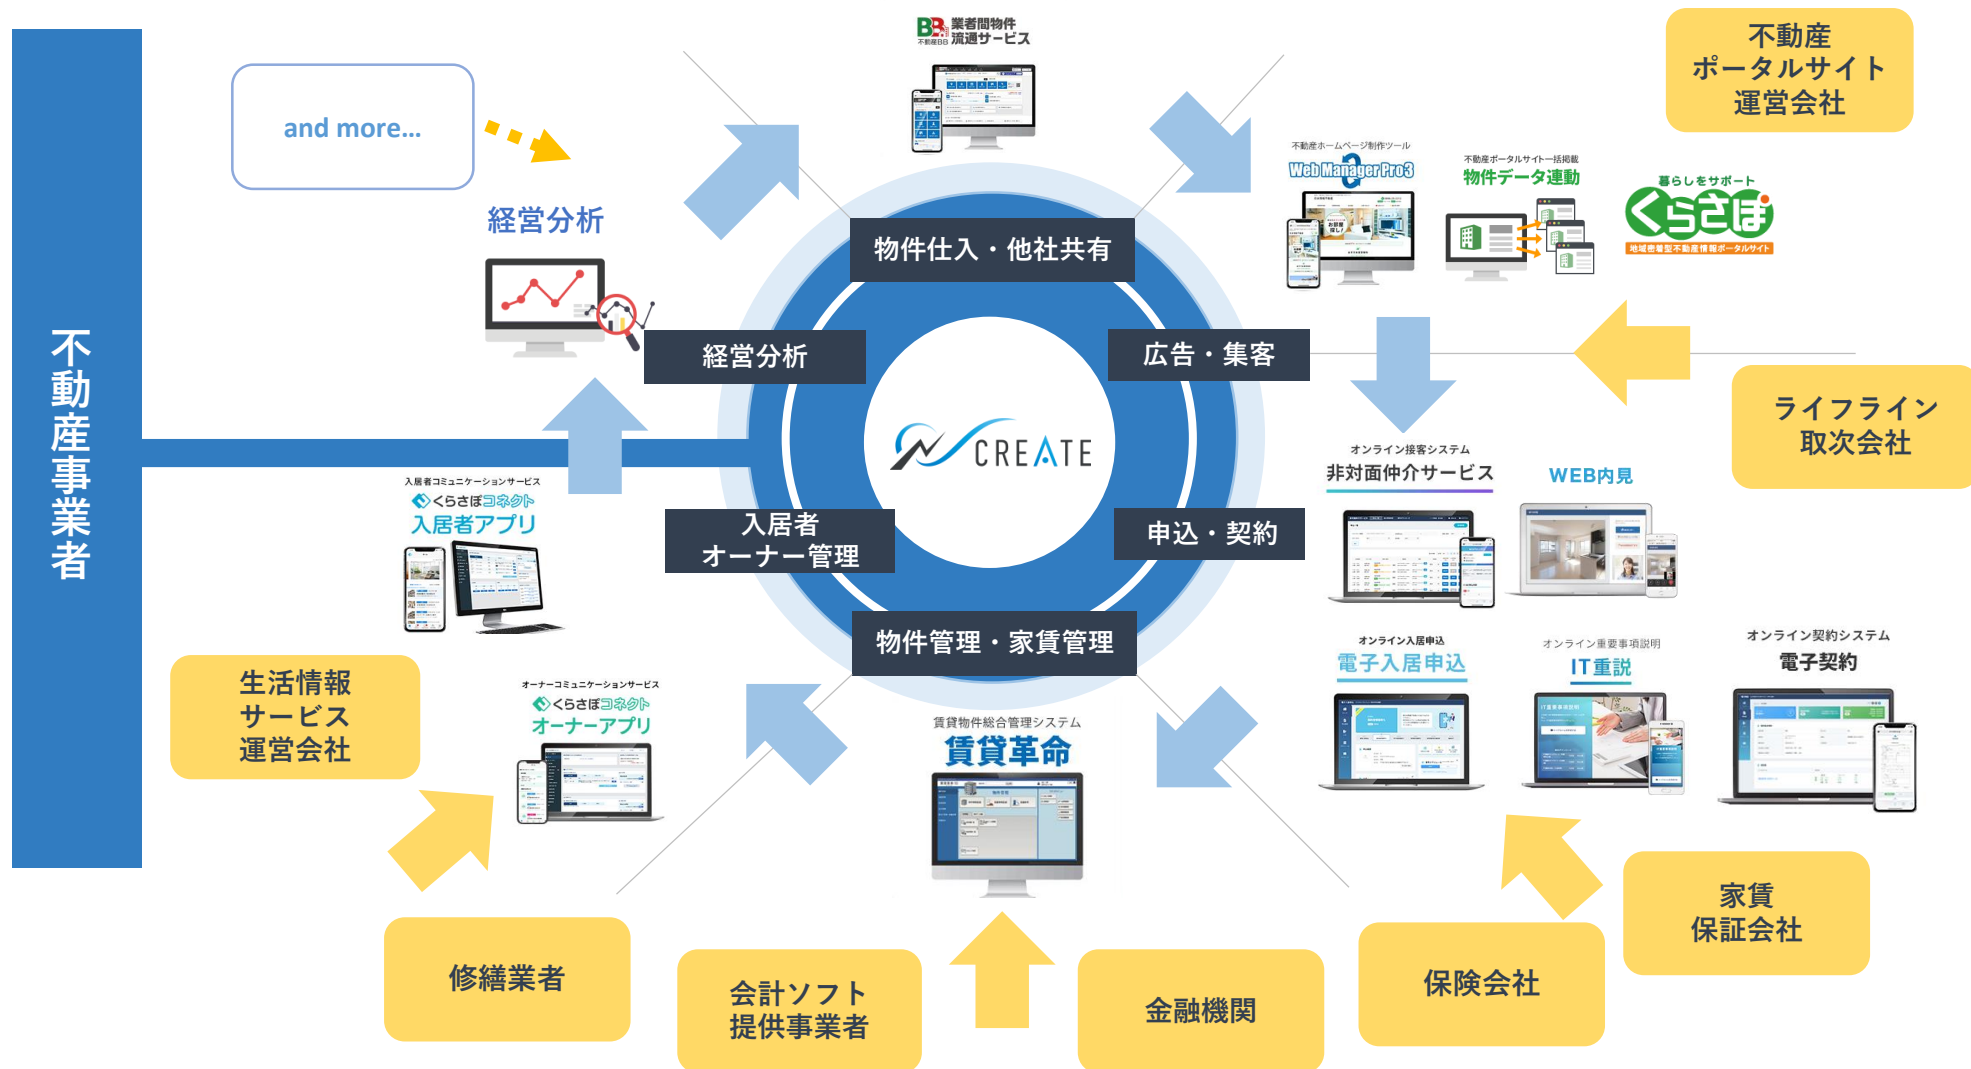 不動産事業者
and more...
経営分析
BB
不動産BB
業者間物件
流通サービス
不動産
ポータルサイト
運営会社
不動産ホームページ制作ツール
Web Manager Pro3
不動産ポータルサイト一括掲載
物件データ連動
暮らしをサポート
くらさぽ
地域密着型不動産情報ポータルサイト
物件仕入・他社共有
経営分析
広告・集客
CREATE
入居者
オーナー管理
申込・契約
物件管理・家賃管理
ライフライン
取次会社
オンライン接客システム
非対面仲介サービス
WEB内見
オンライン入居申込
電子入居申込
オンライン重要事項説明
IT重説
オンライン契約システム
電子契約
入居者コミュニケーションサービス
くらさぽコネクト
入居者アプリ
オーナーコミュニケーションサービス
くらさぽコネクト
オーナーアプリ
賃貸物件総合管理システム
賃貸革命
生活情報
サービス
運営会社
修繕業者
会計ソフト
提供事業者
金融機関
保険会社
家賃
保証会社